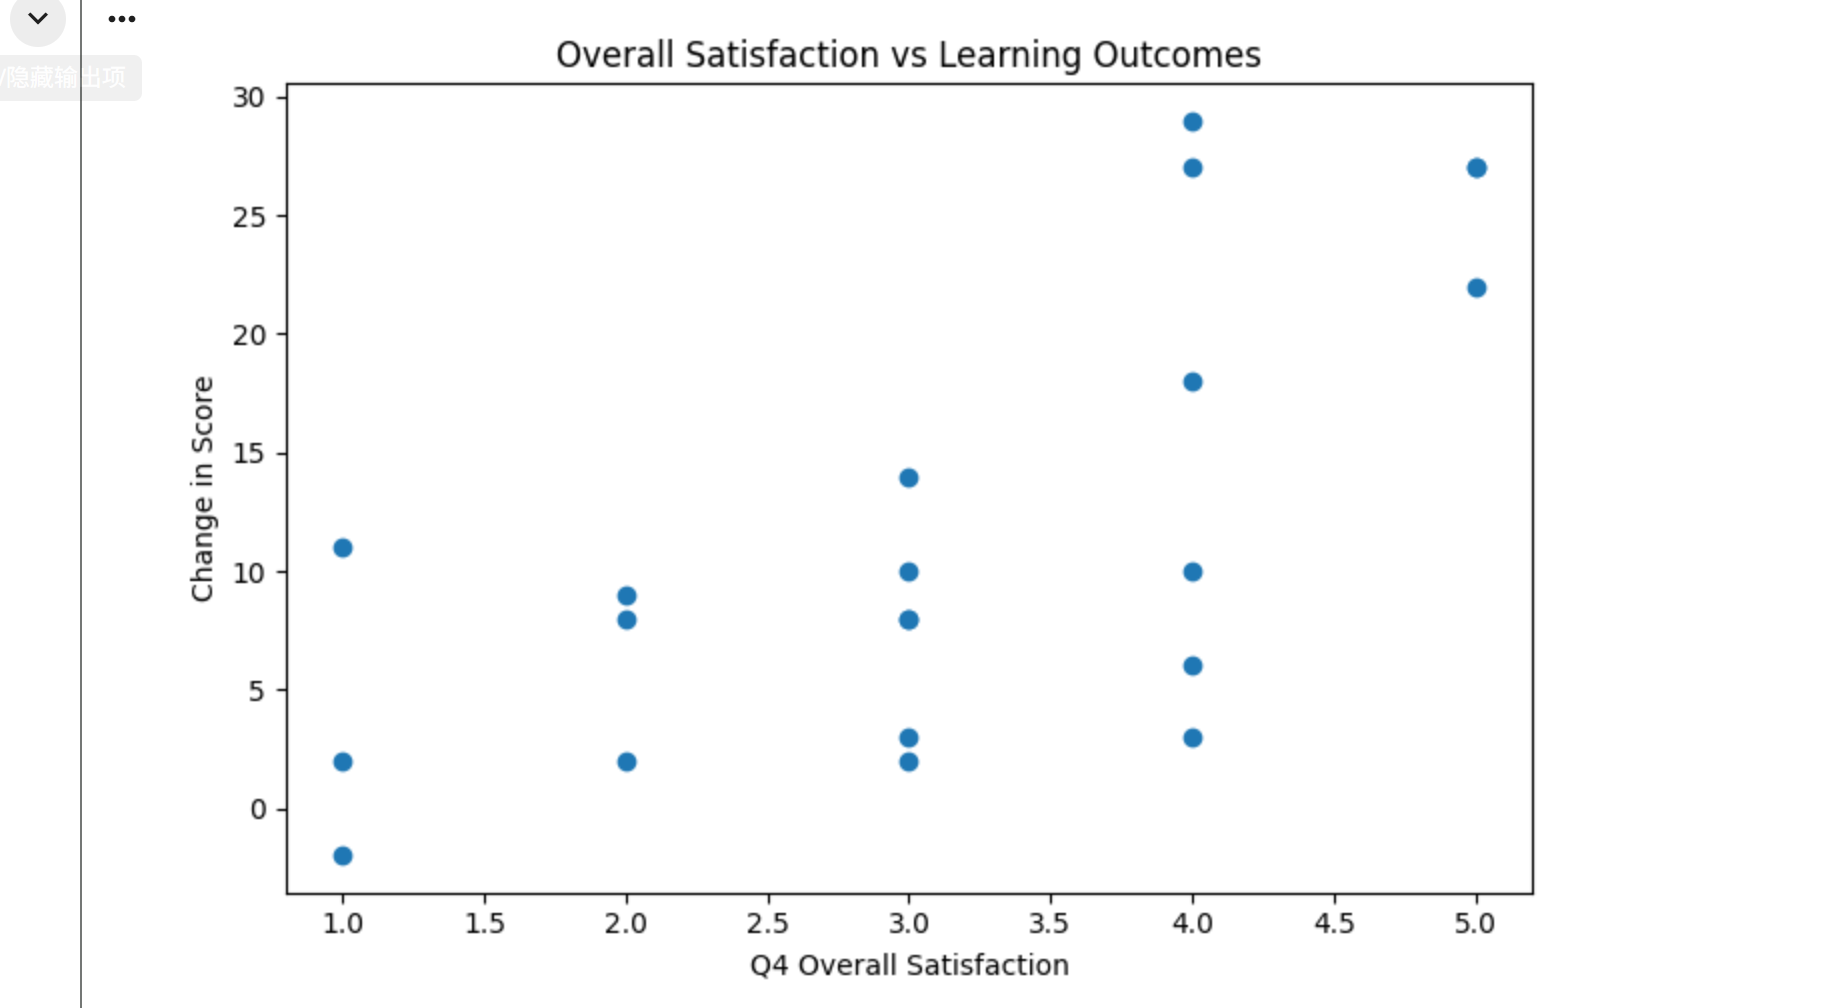 /隐藏输出项
Overall Satisfaction vs Learning Outcomes
30
25
20
15
10
5
0
Change in Score
1.0 1.5 2.0 2.5 3.0 3.5 4.0 4.5 5.0
Q4 Overall Satisfaction